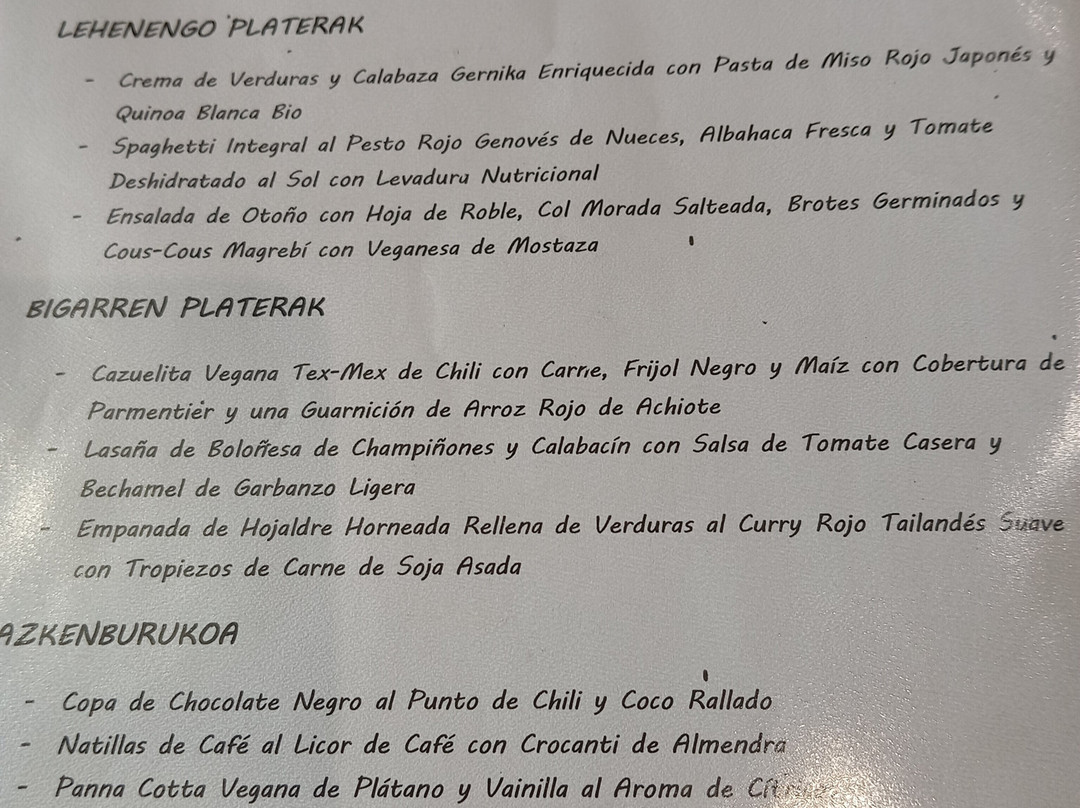 LEHENENGO PLATERAK
- Crema de Verduras y Calabaza Gernika Enriquecida con Pasta de Miso Rojo Japonés y
Quinoa Blanca Bio
- Spaghetti Integral al Pesto Rojo Genovés de Nueces, Albahaca Fresca y Tomate
Deshidratado al Sol con Levadura Nutricional
- Ensalada de Otoño con Hoja de Roble, Col Morada Salteada, Brotes Germinados y
Cous-Cous Magrebí con Veganesa de Mostaza
BIGARREN PLATERAK
- Cazuelita Vegana Tex-Mex de Chili con Carne, Frijol Negro y Maíz con Cobertura de
Parmentier y una Guarnición de Arroz Rojo de Achiote
- Lasaña de Boloñesa de Champiñones y Calabacín con Salsa de Tomate Casera y
Bechamel de Garbanzo Ligera
- Empanada de Hojaldre Horneada Rellena de Verduras al Curry Rojo Tailandés Suave
con Tropiezos de Carne de Soja Asada
AZKENBURUKOA
- Copa de Chocolate Negro al Punto de Chili y Coco Rallado
- Natillas de Café al Licor de Café con Crocanti de Almendra
- Panna Cotta Vegana de Plátano y Vainilla al Aroma de